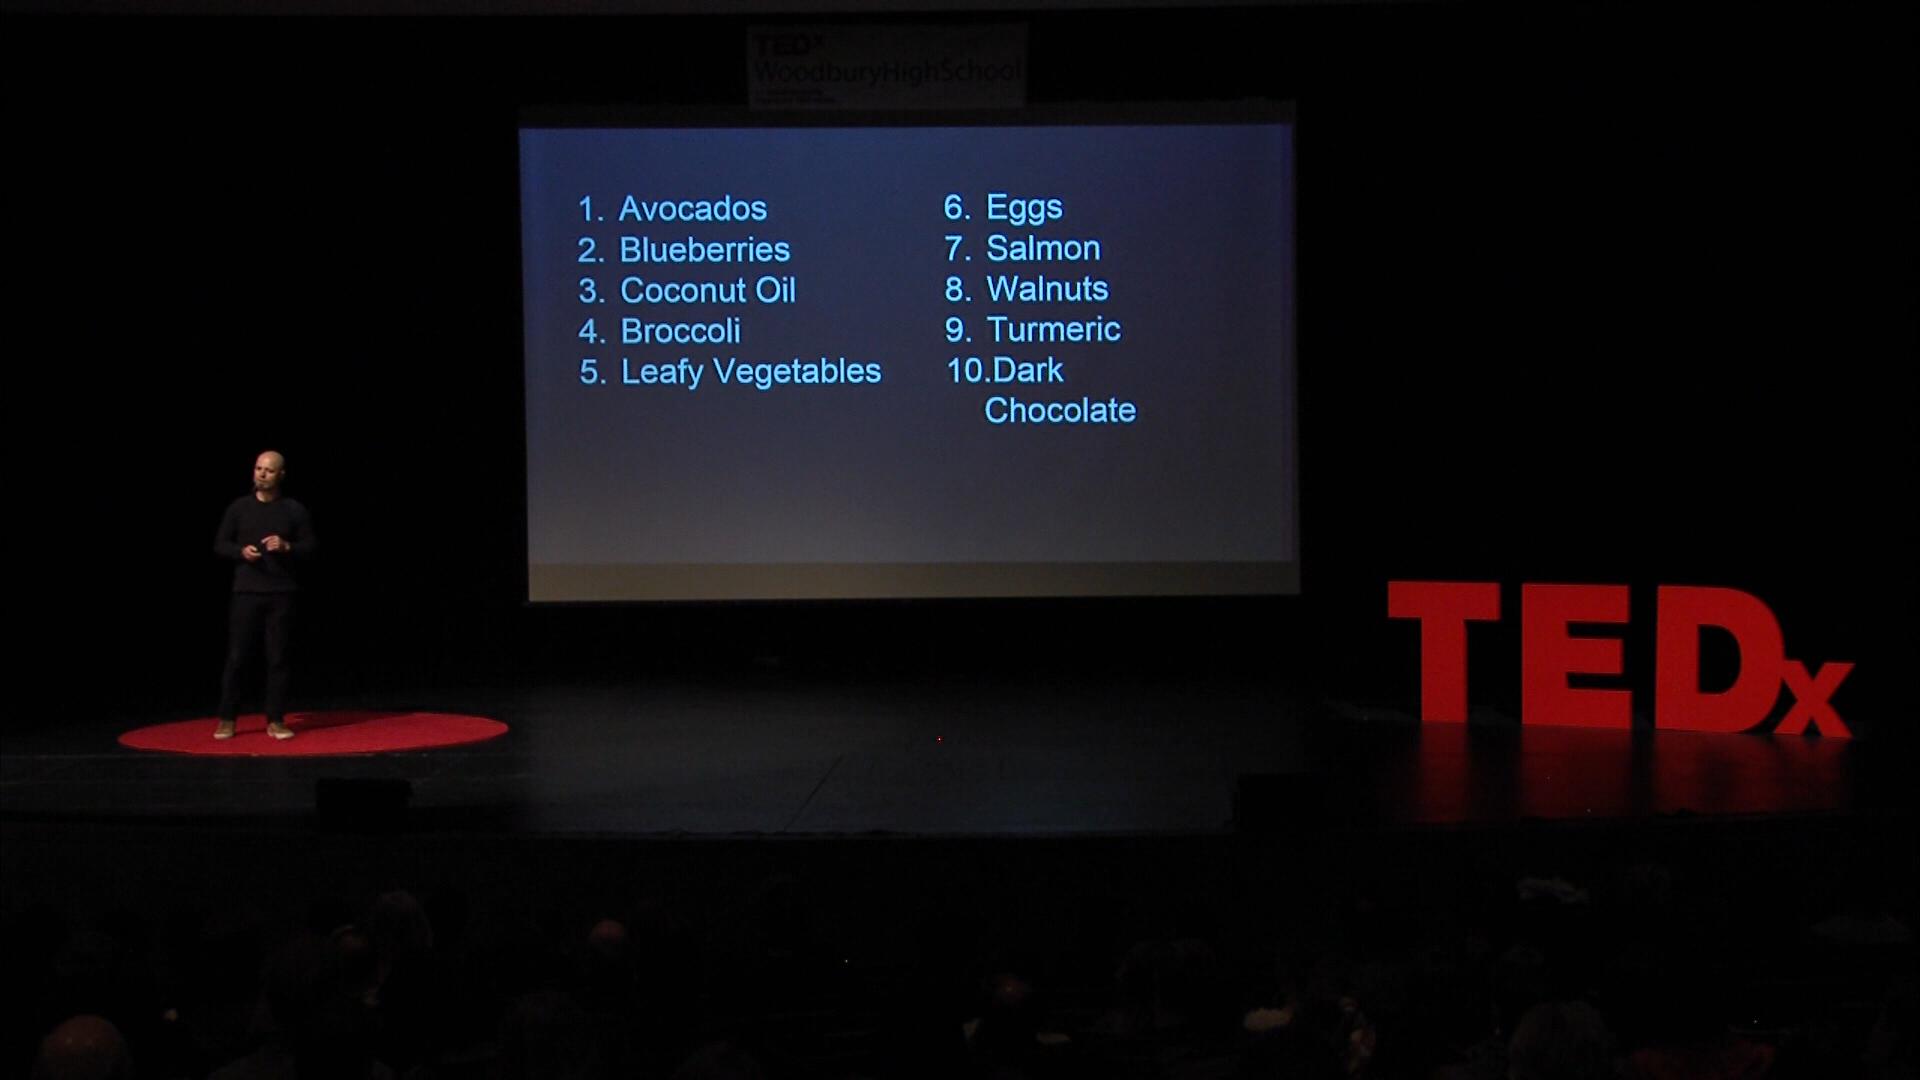 TEDx
WoodburyHighSchool
1. Avocados
2. Blueberries
3. Coconut Oil
4. Broccoli
5. Leafy Vegetables
6. Eggs
7. Salmon
8. Walnuts
9. Turmeric
10.Dark
Chocolate
TEDx